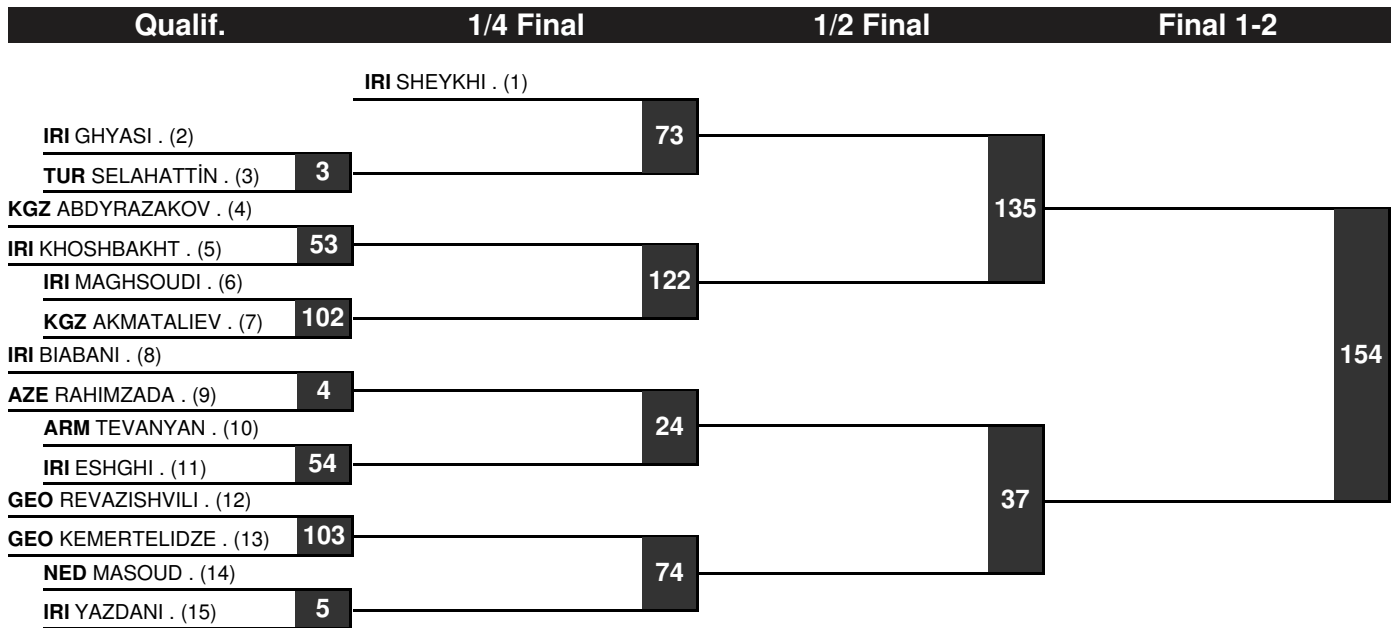 Qualif. 1/4 Final 1/2 Final Final 1-2
IRI SHEYKHI . (1)
73
IRI GHYASI . (2)
TUR SELAHATTİN . (3) 3
KGZ ABDYRAZAKOV . (4)
135
IRI KHOSHBAKHT . (5) 53
IRI MAGHSOUDI . (6)
122
KGZ AKMATALIEV . (7) 102
IRI BIABANI . (8)
154
AZE RAHIMZADA . (9) 4
ARM TEVANYAN . (10)
24
IRI ESHGHI . (11) 54
GEO REVAZISHVILI . (12)
37
GEO KEMERTELIDZE . (13) 103
NED MASOUD . (14)
74
IRI YAZDANI . (15) 5